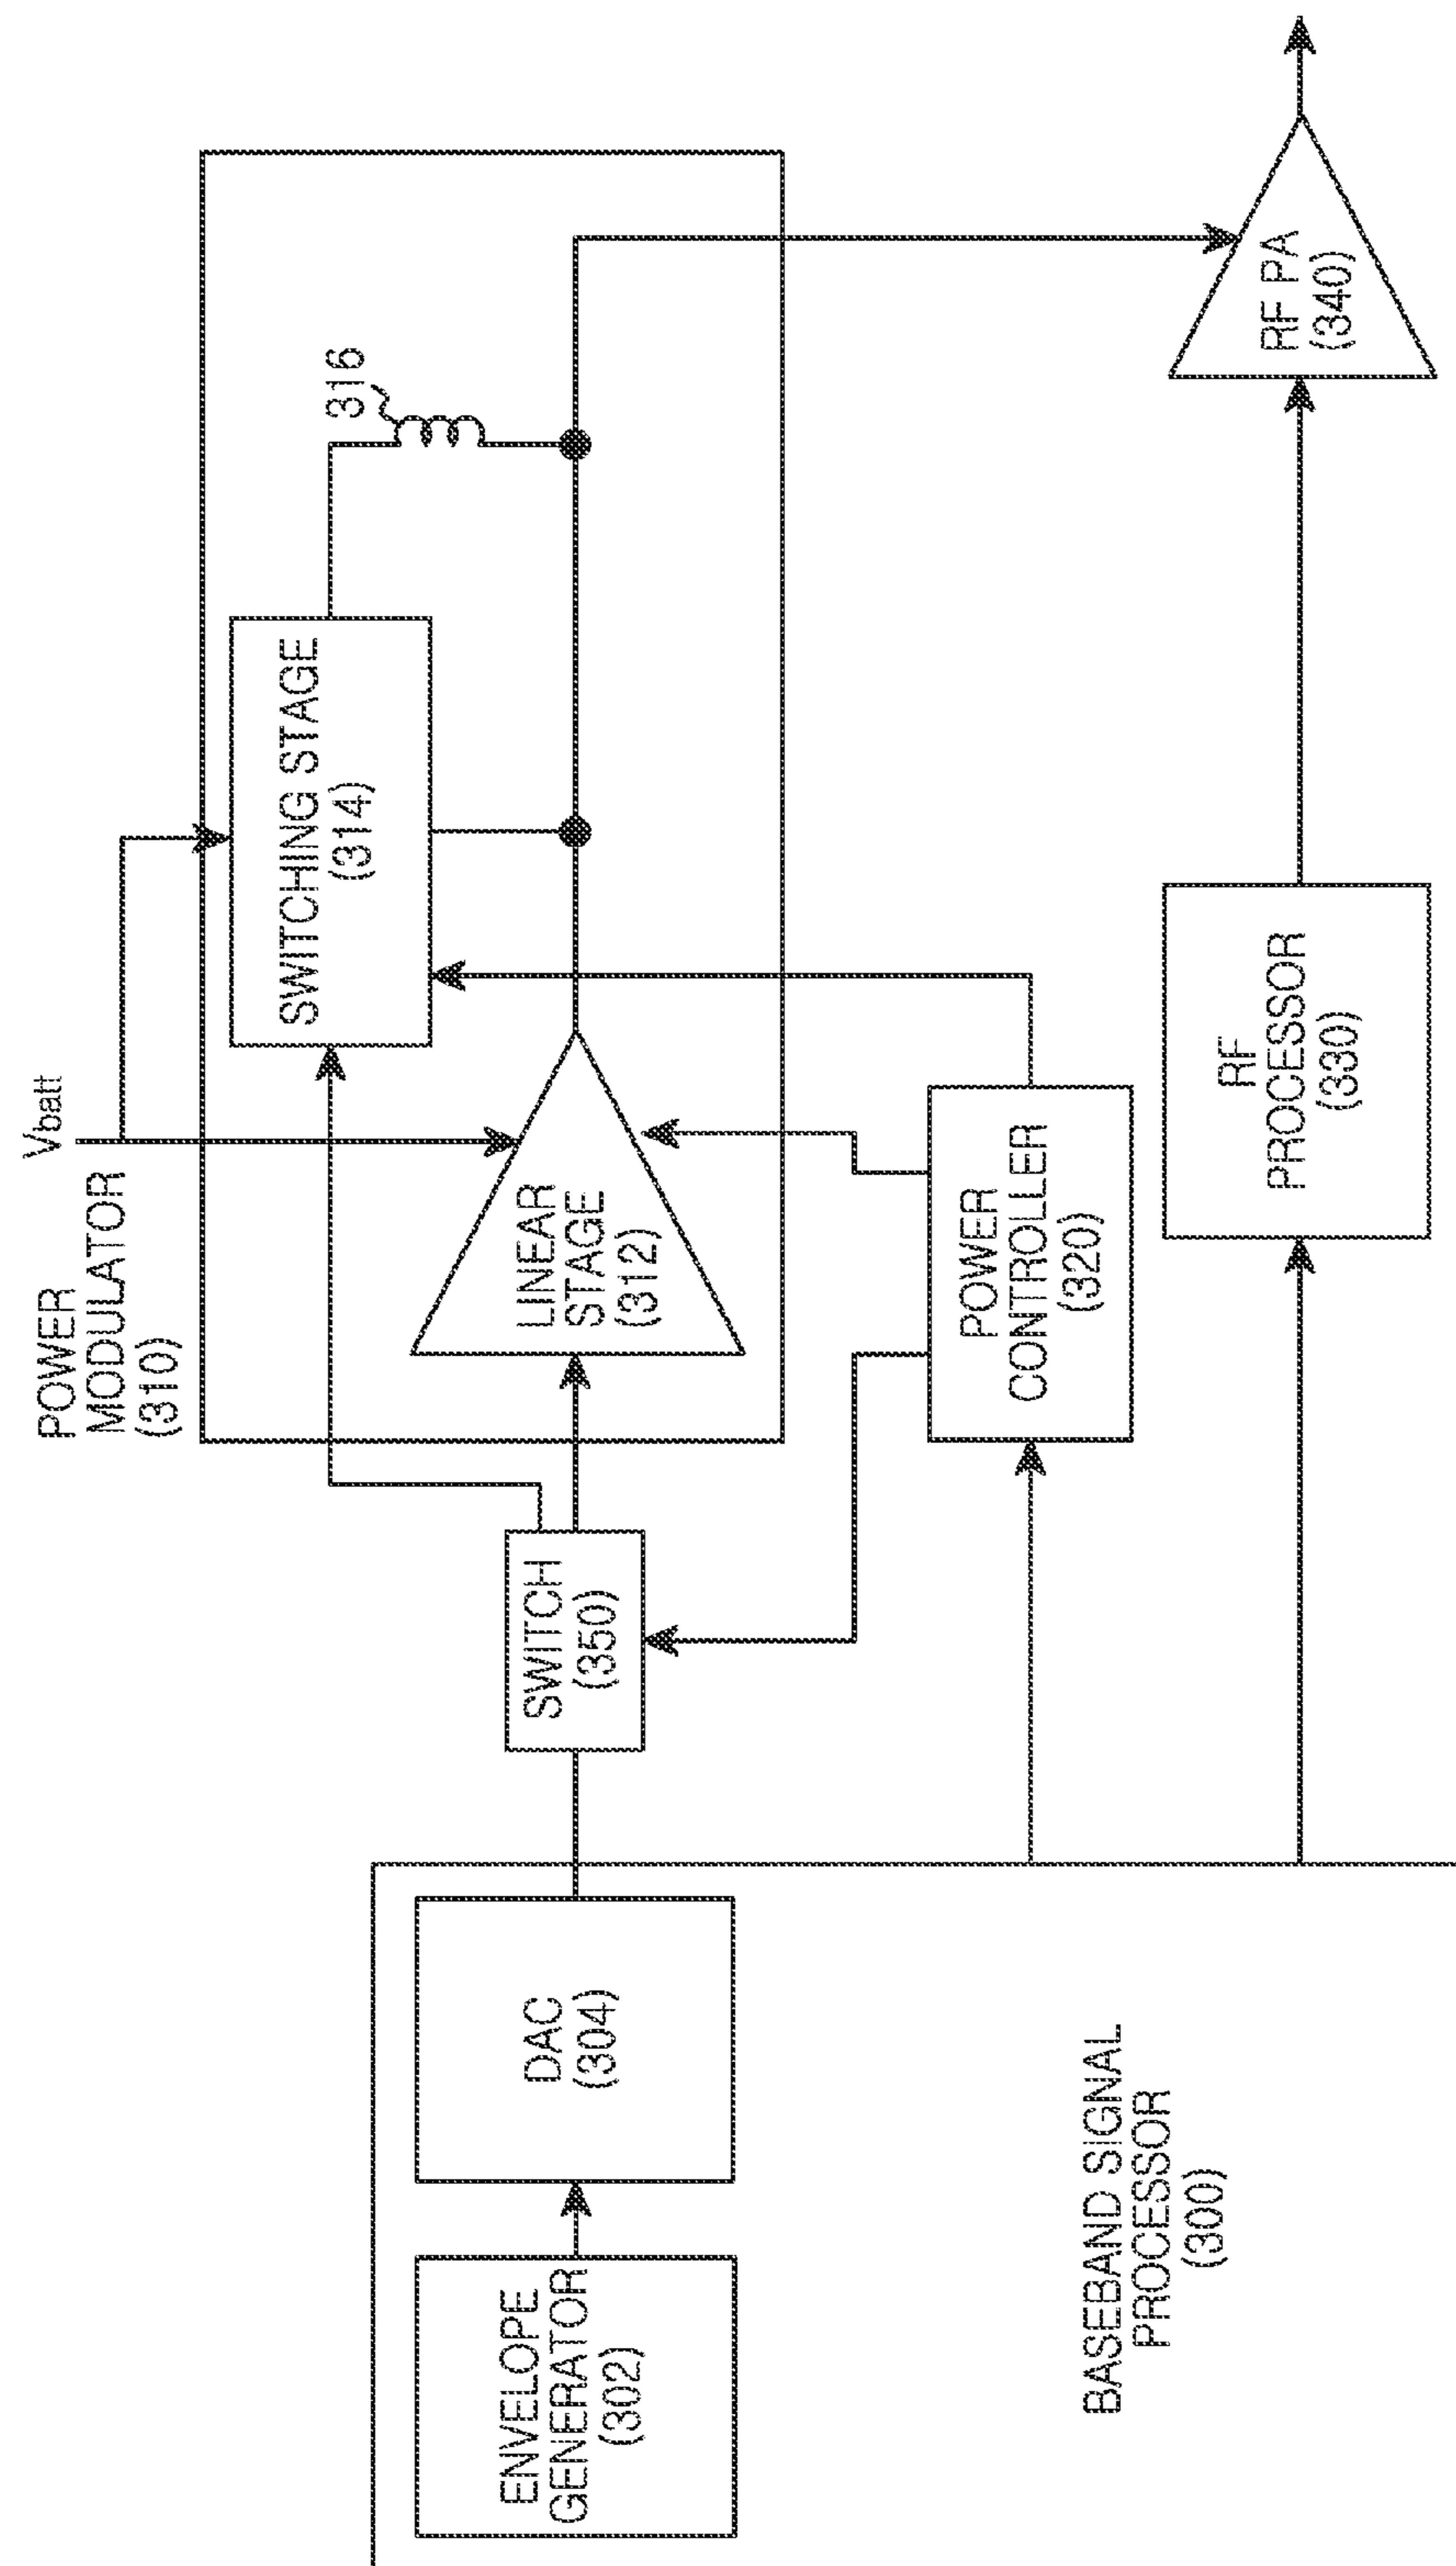 POWER
MODULATOR
(310)
Vbatt
SWITCHING STAGE
(314)
316
LINEAR
STAGE
(312)
SWITCH
(350)
ENVELOPE
GENERATOR
(302)
DAC
(304)
POWER
CONTROLLER
(320)
BASEBAND SIGNAL
PROCESSOR
(300)
RF
PROCESSOR
(330)
RF PA
(340)